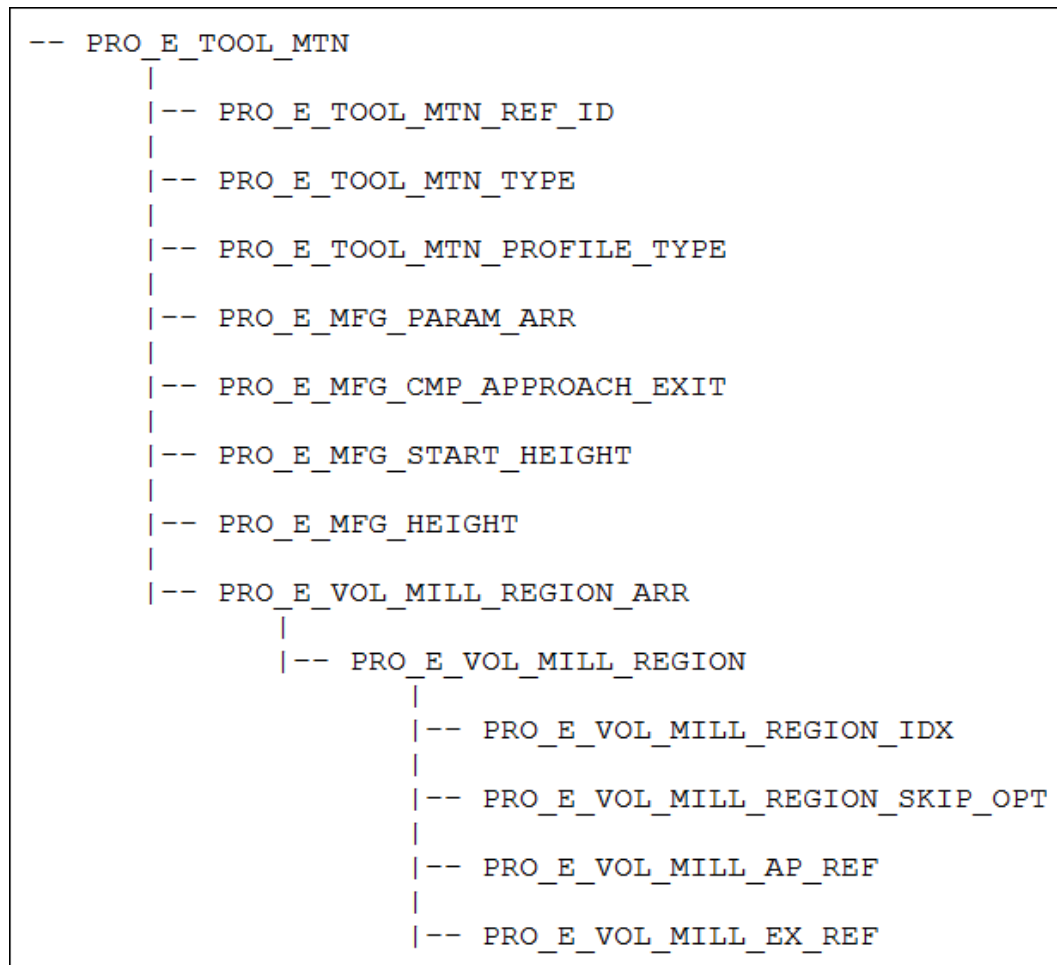 -- PRO_E_TOOL_MTN
|
|-- PRO_E_TOOL_MTN_REF_ID
|
|-- PRO_E_TOOL_MTN_TYPE
|
|-- PRO_E_TOOL_MTN_PROFILE_TYPE
|
|-- PRO_E_MFG_PARAM_ARR
|
|-- PRO_E_MFG_CMP_APPROACH_EXIT
|
|-- PRO_E_MFG_START_HEIGHT
|
|-- PRO_E_MFG_HEIGHT
|
|-- PRO_E_VOL_MILL_REGION_ARR
|
|-- PRO_E_VOL_MILL_REGION
|
|-- PRO_E_VOL_MILL_REGION_IDX
|
|-- PRO_E_VOL_MILL_REGION_SKIP_OPT
|
|-- PRO_E_VOL_MILL_AP_REF
|
|-- PRO_E_VOL_MILL_EX_REF